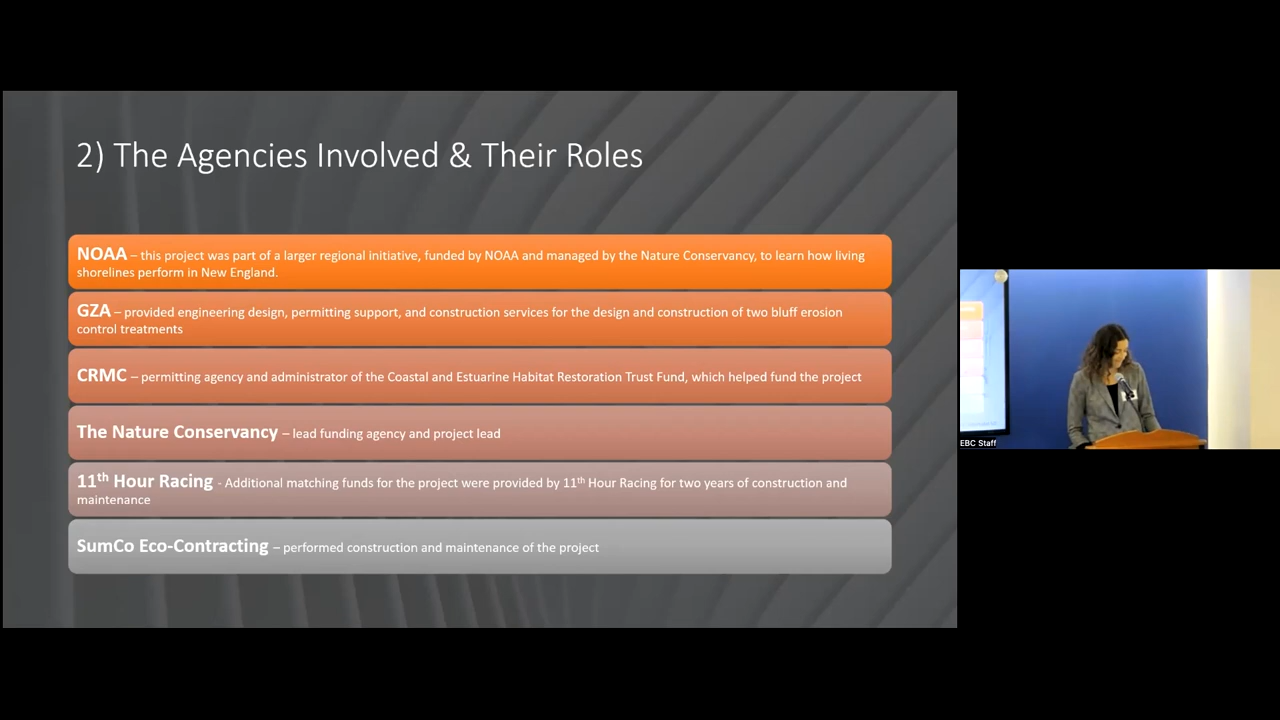 2) The Agencies Involved & Their Roles
NOAA – this project was part of a larger regional initiative, funded by NOAA and managed by the Nature Conservancy, to learn how living
shorelines perform in New England.
GZA – provided engineering design, permitting support, and construction services for the design and construction of two bluff erosion
control treatments
CRMC – permitting agency and administrator of the Coastal and Estuarine Habitat Restoration Trust Fund, which helped fund the project
The Nature Conservancy – lead funding agency and project lead
11th Hour Racing - Additional matching funds for the project were provided by 11th Hour Racing for two years of construction and
maintenance
SumCo Eco-Contracting – performed construction and maintenance of the project
EBC Staff